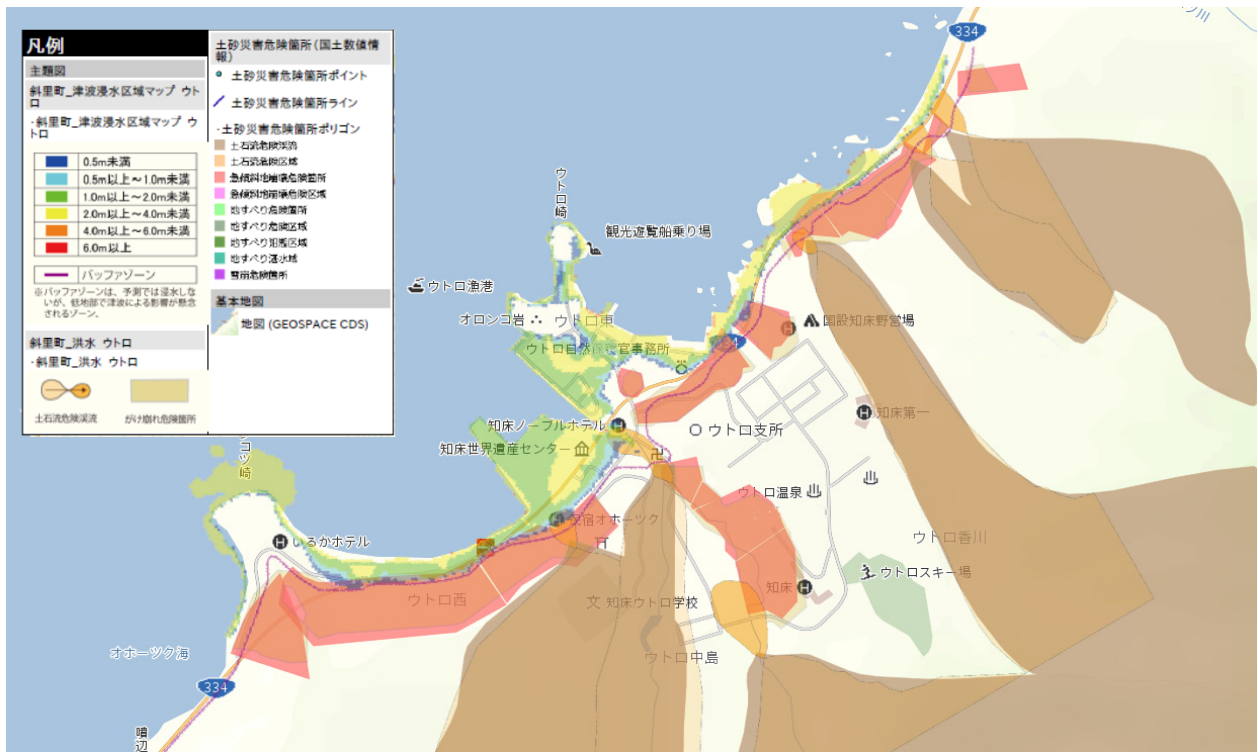 凡例
主題図
斜里町_津波浸水区域マップ ウト
ロ
・斜里町_津波浸水区域マップ ウ
トロ
0.5m未満
0.5m以上～1.0m未満
1.0m以上～2.0m未満
2.0m以上～4.0m未満
4.0m以上～6.0m未満
6.0m以上
バッファゾーン
※バッファゾーンは、予測では浸水しな
いが、低地部で津波による影響が懸念
されるゾーン。
斜里町_洪水 ウトロ
・斜里町_洪水 ウトロ
土石流危険渓流
がけ崩れ危険箇所
土砂災害危険箇所(国土数値情
報)
土砂災害危険箇所ポイント
土砂災害危険箇所ライン
・土砂災害危険箇所ポリゴン
土石流危険渓流
土石流危険区域
急傾斜地崩壊危険箇所
急傾斜地崩壊危険区域
地すべり危険箇所
地すべり危険区域
地すべり氾濫区域
地すべり湛水域
雪崩危険箇所
基本地図
地図 (GEOSPACE CDS)
334
ウトロ崎
観光遊覧船乗り場
ウトロ漁港
オロンコ岩
ウトロ東
国設知床野営場
知床ノーブルホテル
知床世界遺産センター
ウトロ支所
知床第一
ウトロ温泉
いるかホテル
ウトロ西
ウトロ香川
ウトロスキー場
知床
知床ウトロ学校
ウトロ中島
オホーツク海
334
噴辺